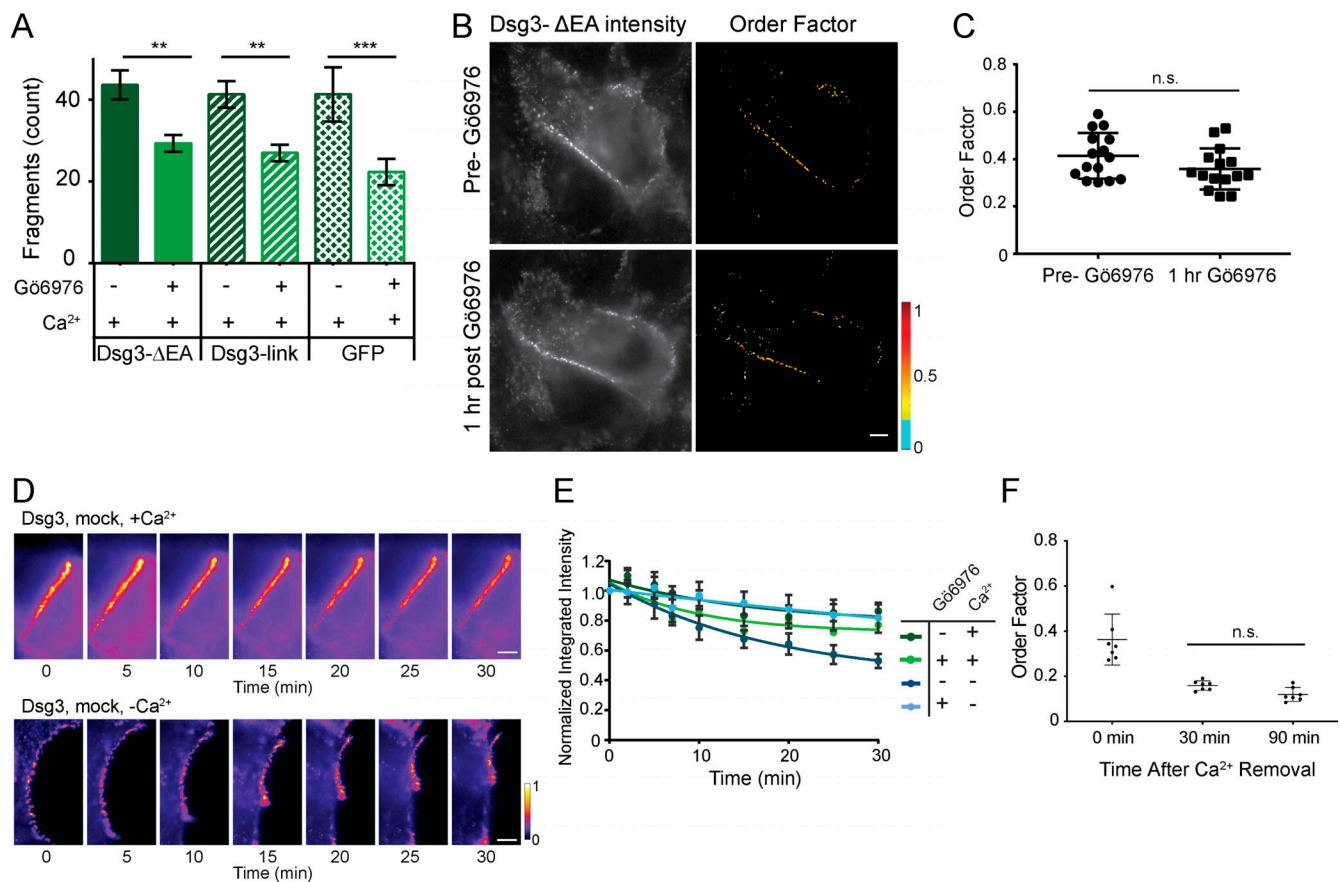 A
** ** ***
Fragments (count)
40
20
0
Gö6976 - + - + - +
Ca²⁺ + + + + + +
Dsg3-ΔEA Dsg3-link GFP
B
Dsg3- ΔEA intensity Order Factor
Pre- Gö6976
1 hr post Gö6976
1
0.5
0
C
n.s.
Order Factor
0.8
0.6
0.4
0.2
0
Pre- Gö6976 1 hr Gö6976
D
Dsg3, mock, +Ca²⁺
0 5 10 15 20 25 30
Time (min)
Dsg3, mock, -Ca²⁺
1
0
0 5 10 15 20 25 30
Time (min)
E
Normalized Integrated Intensity
1.2
1.0
0.8
0.6
0.4
0.2
0
0 10 20 30
Time (min)
Gö6976 Ca²⁺
- +
+ +
- -
+ -
F
n.s.
Order Factor
0.8
0.6
0.4
0.2
0
0 min 30 min 90 min
Time After Ca²⁺ Removal